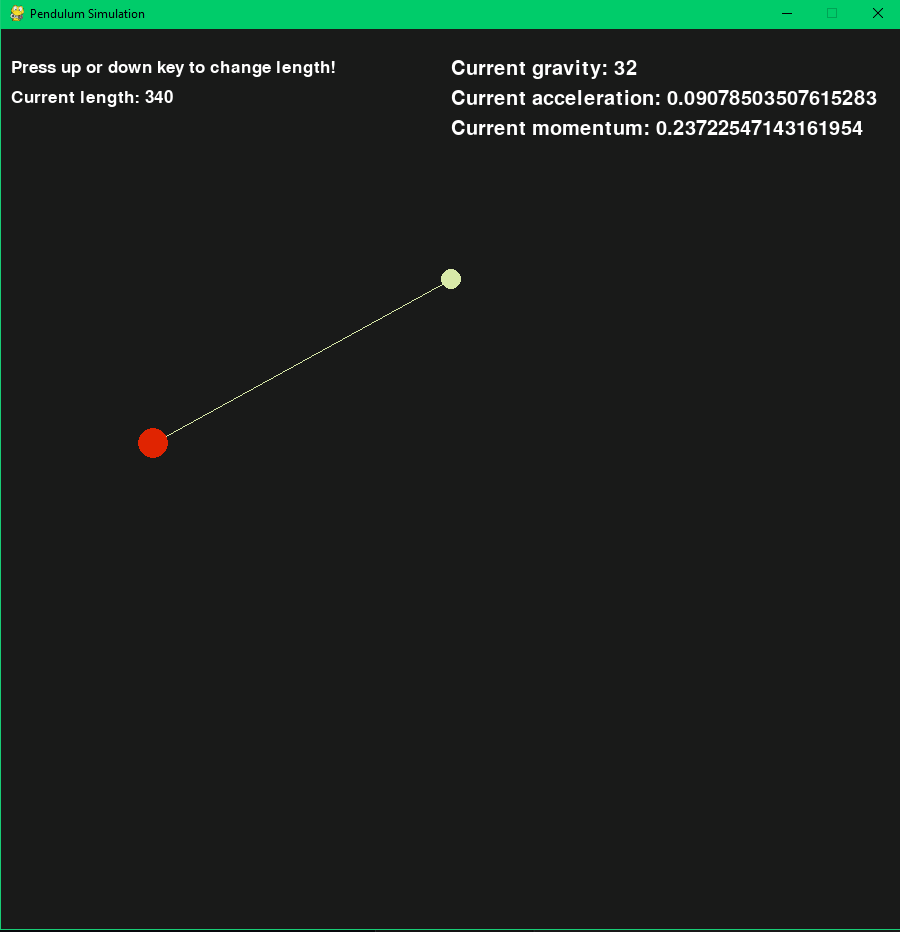 Pendulum Simulation
Press up or down key to change length!
Current length: 340
Current gravity: 32
Current acceleration: 0.09078503507615283
Current momentum: 0.23722547143161954